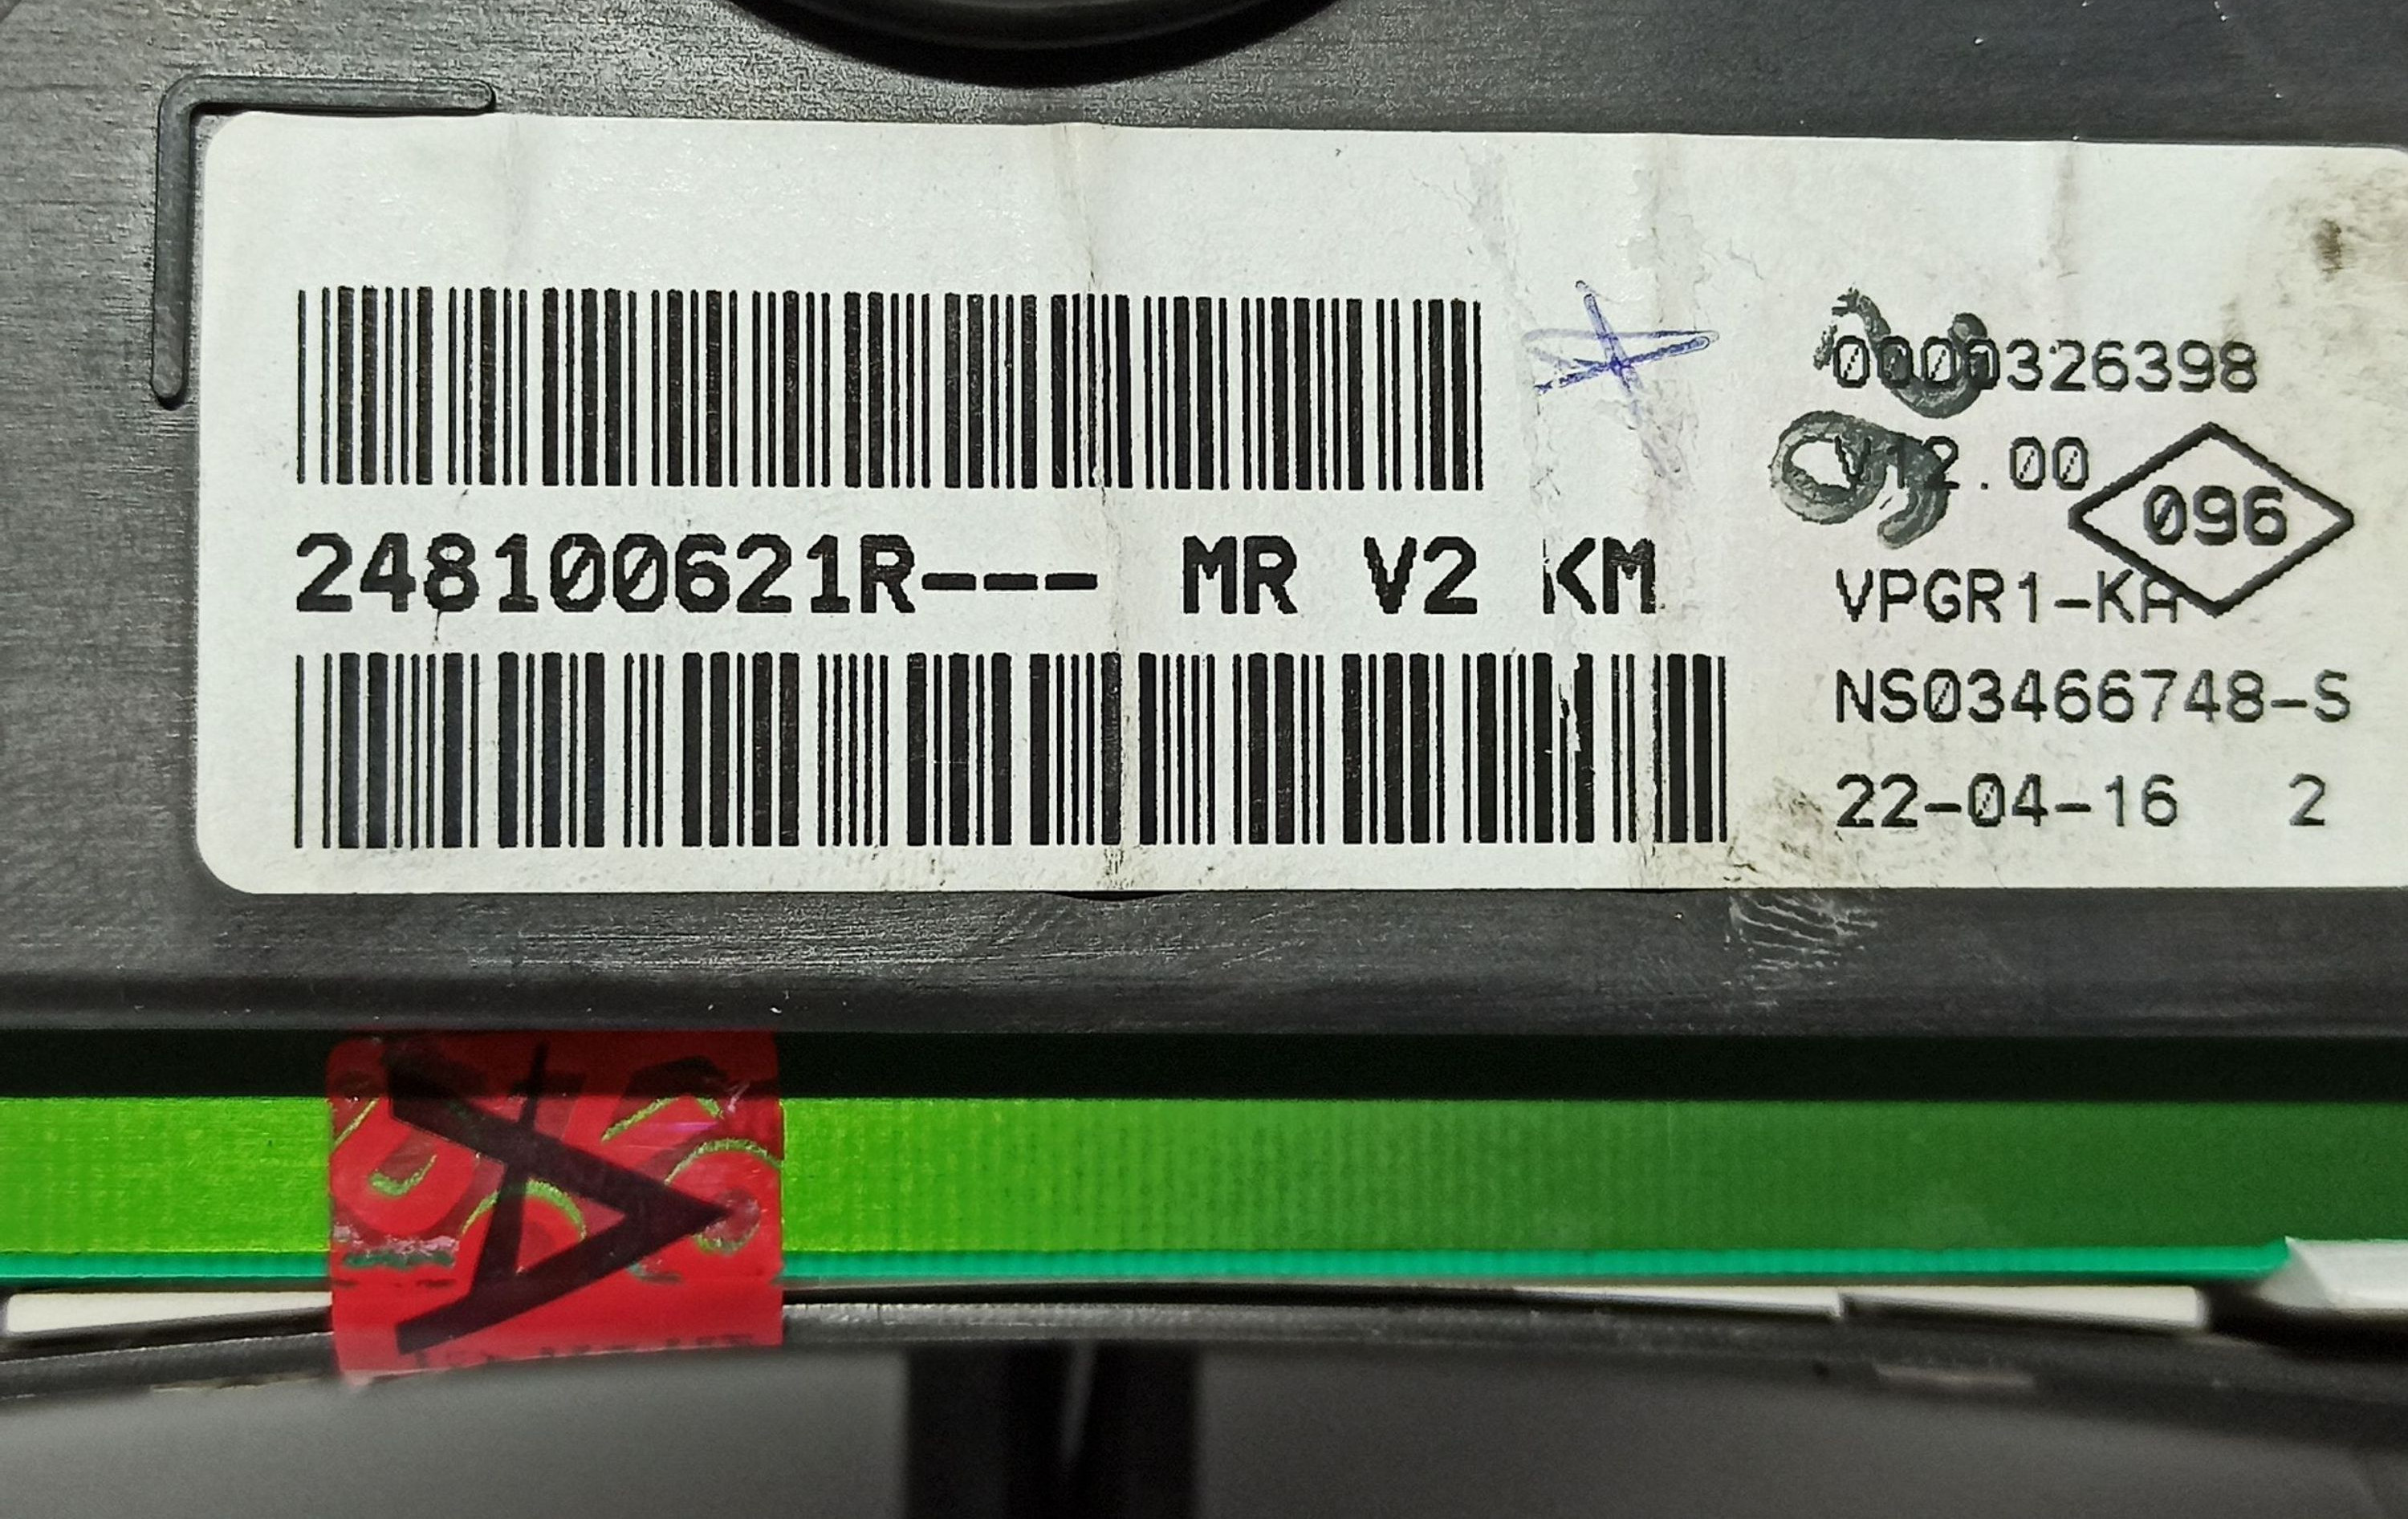 0000326398
V12.00
096
248100621R--- MR V2 KM
VPGR1-KA
NS03466748-S
22-04-16 2